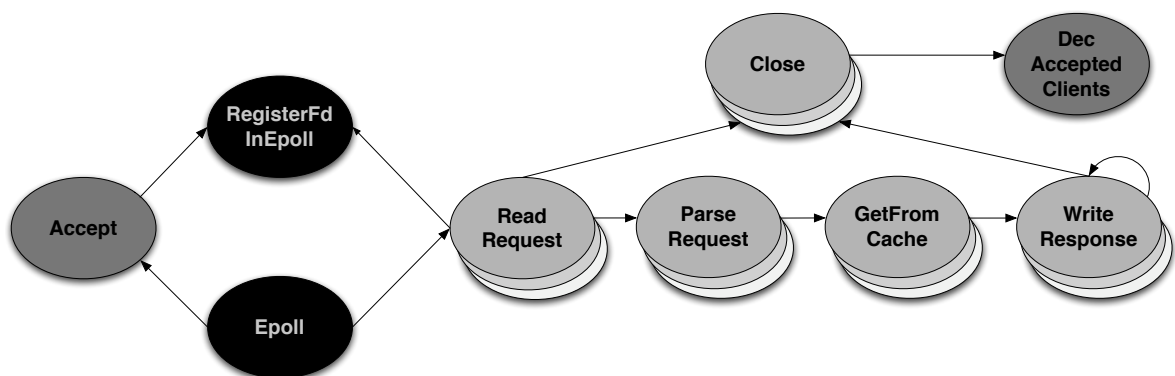 Close
Dec
Accepted
Clients
RegisterFd
InEpoll
Accept
Read
Request
Parse
Request
GetFrom
Cache
Write
Response
Epoll